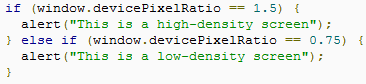 if (window.devicePixelRatio == 1.5) {
  alert("This is a high-density screen");
} else if (window.devicePixelRatio == 0.75) {
  alert("This is a low-density screen");
}